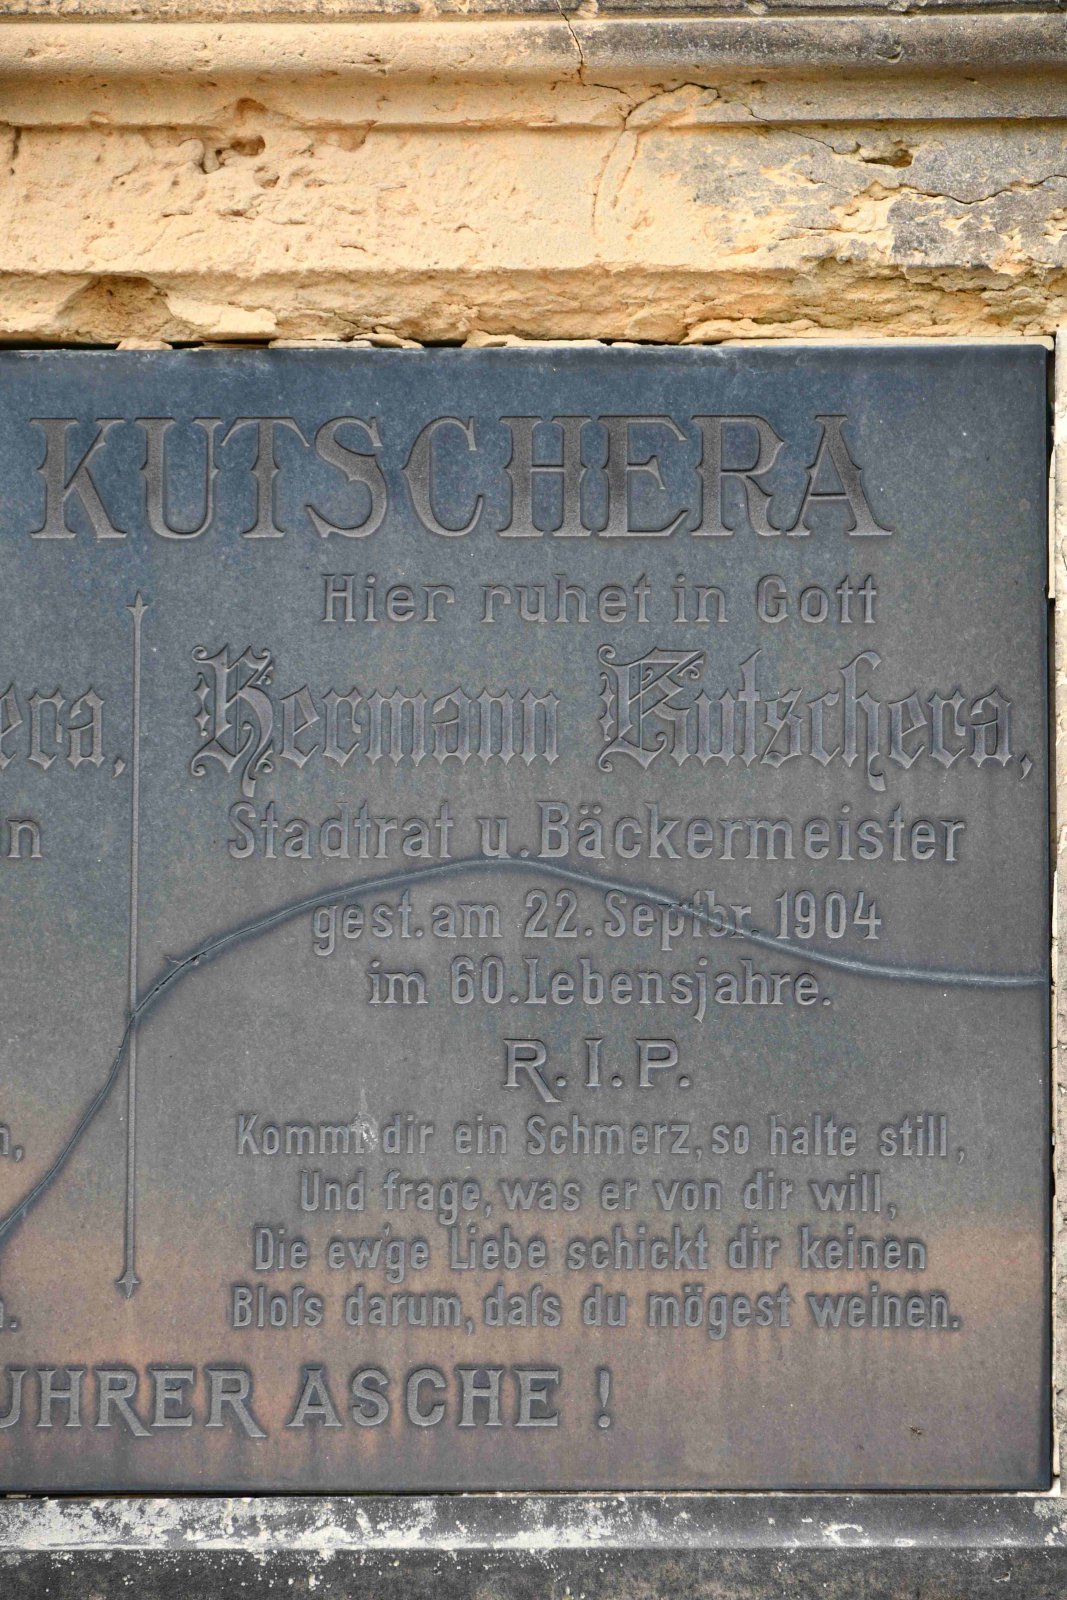 KUTSCHERA
Hier ruhet in Gott
Hermann Kutschera,
Stadtrat u. Bäckermeister
gest. am 22. Septbr. 1904
im 60. Lebensjahre.
R.I.P.
Kommt dir ein Schmerz, so halte still,
Und frage, was er von dir will,
Die ew'ge Liebe schickt dir keinen
Bloſs darum, daſs du mögest weinen.
UHRER ASCHE !